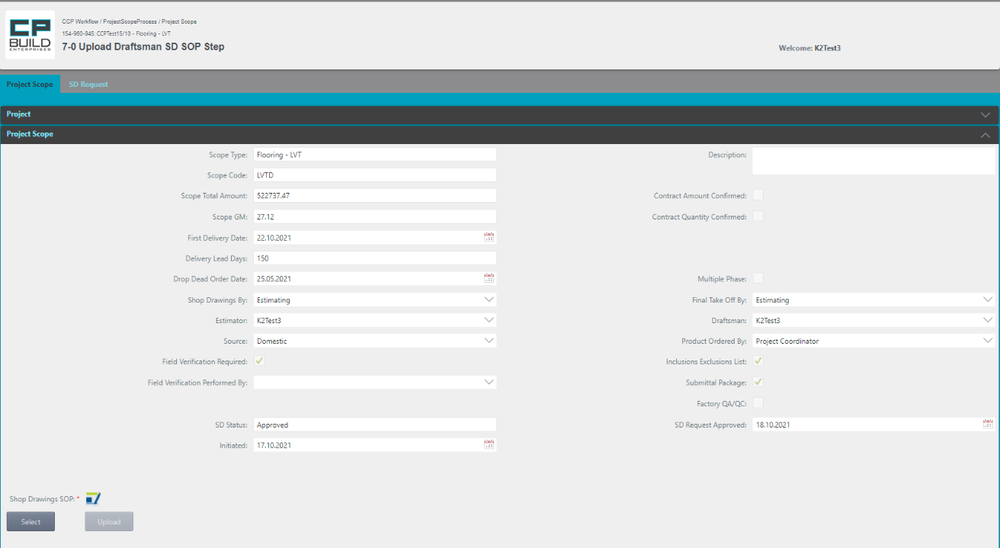 CP
BUILD
ENTERPRISES
CCP Workflow / ProjectScopeProcess / Project Scope
154-960-945: CCPTest15/10 - Flooring - LVT
7-0 Upload Draftsman SD SOP Step
Welcome: K2Test3
Project Scope SD Request
Project
Project Scope
Scope Type: Flooring - LVT Description:
Scope Code: LVTD
Scope Total Amount: 522737.47 Contract Amount Confirmed:
Scope GM: 27.12 Contract Quantity Confirmed:
First Delivery Date: 22.10.2021
Delivery Lead Days: 150
Drop Dead Order Date: 25.05.2021 Multiple Phase:
Shop Drawings By: Estimating Final Take Off By: Estimating
Estimator: K2Test3 Draftsman: K2Test3
Source: Domestic Product Ordered By: Project Coordinator
Field Verification Required: Inclusions Exclusions List:
Field Verification Performed By: Submittal Package:
Factory QA/QC:
SD Status: Approved SD Request Approved: 18.10.2021
Initiated: 17.10.2021
Shop Drawings SOP: *
Select Upload